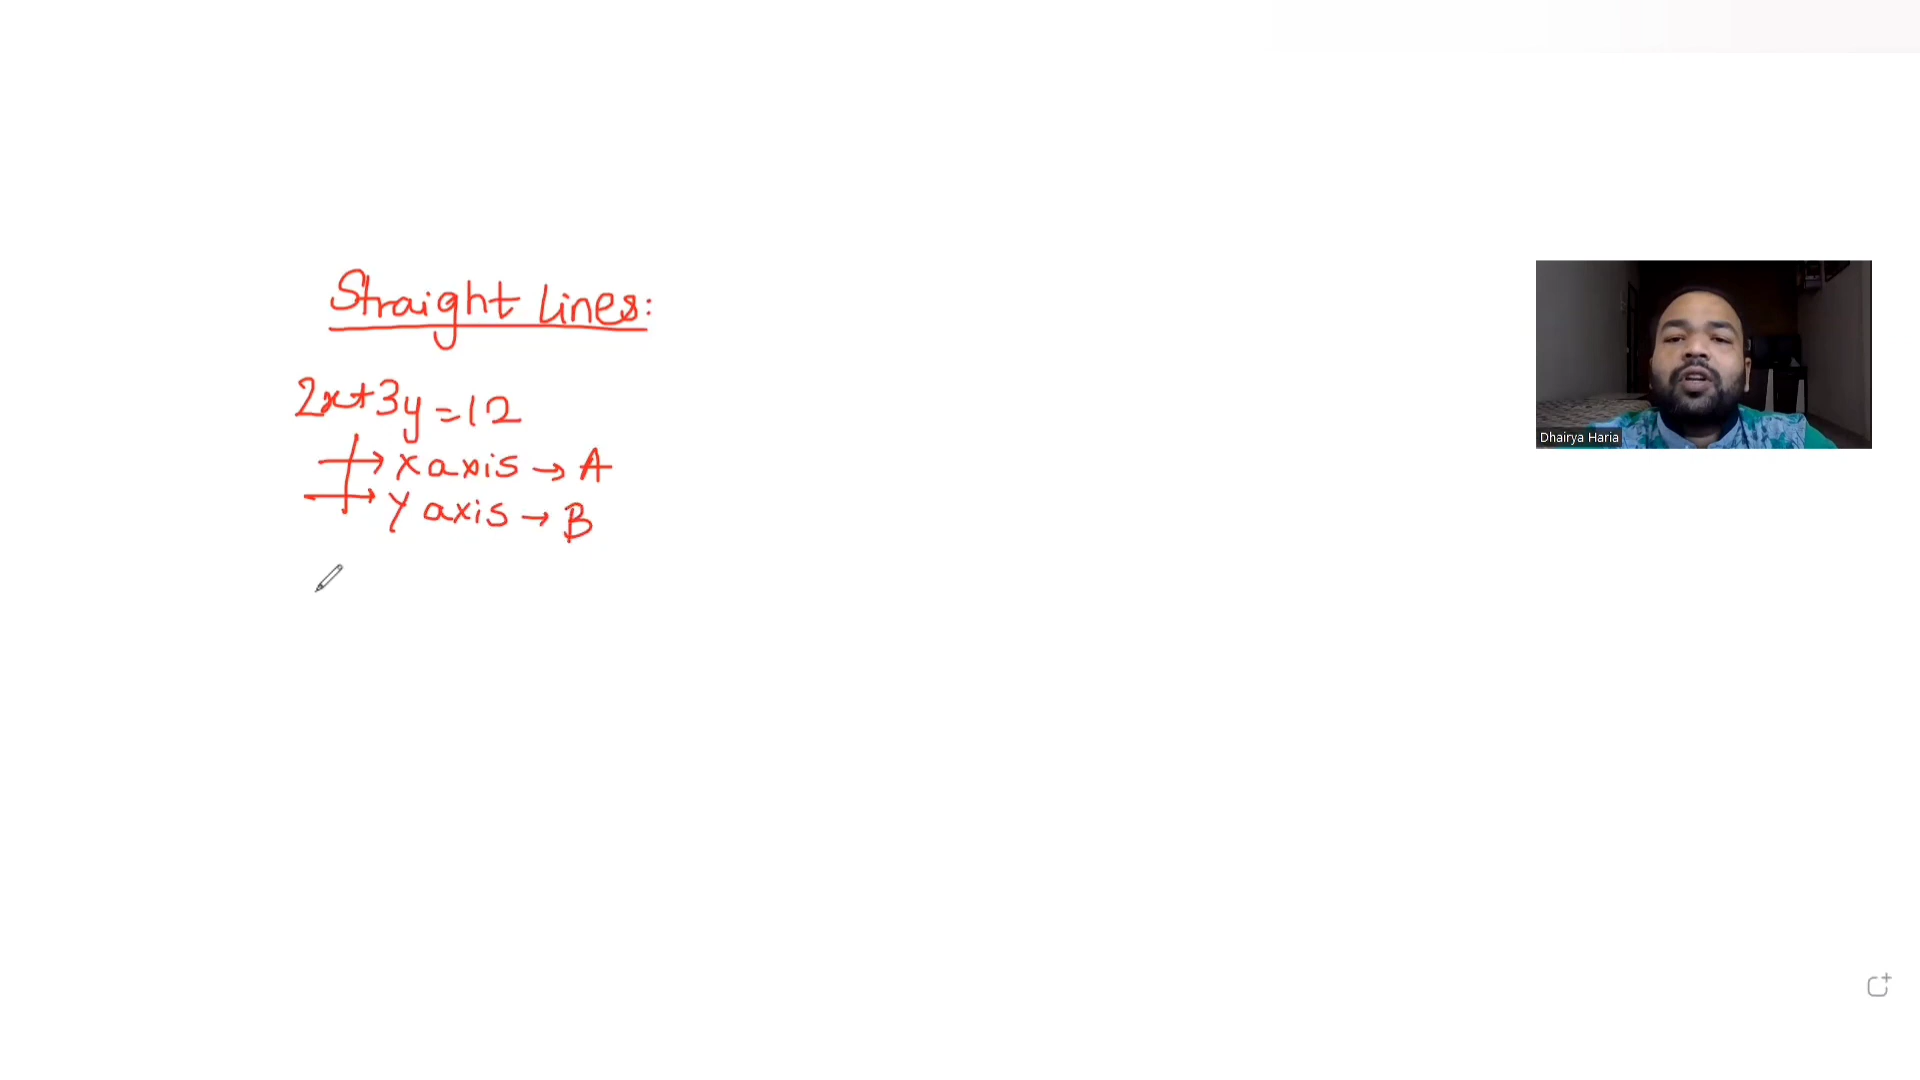 Straight Lines:
2x+3y=12
x axis → A
y axis → B
Dhairya Haria